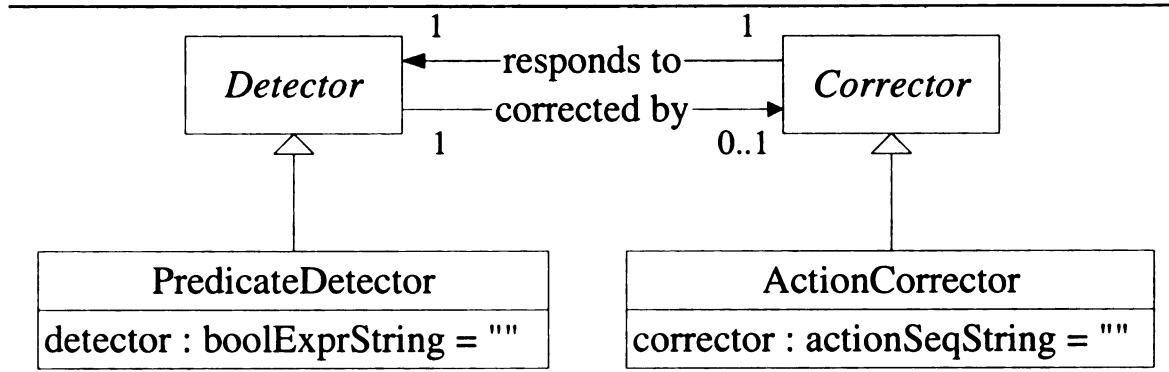 1 1
Detector responds to Corrector
corrected by
1 0..1
PredicateDetector ActionCorrector
detector : boolExprString = "" corrector : actionSeqString = ""